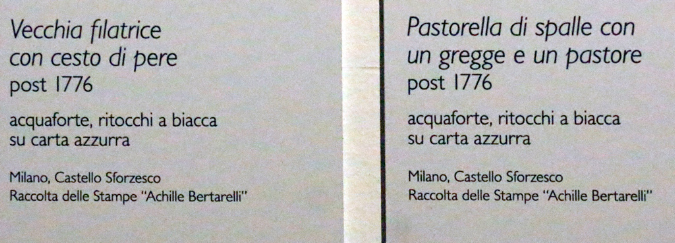 Vecchia filatrice
con cesto di pere
post 1776
acquaforte, ritocchi a biacca
su carta azzurra
Milano, Castello Sforzesco
Raccolta delle Stampe "Achille Bertarelli"
Pastorella di spalle con
un gregge e un pastore
post 1776
acquaforte, ritocchi a biacca
su carta azzurra
Milano, Castello Sforzesco
Raccolta delle Stampe "Achille Bertarelli"